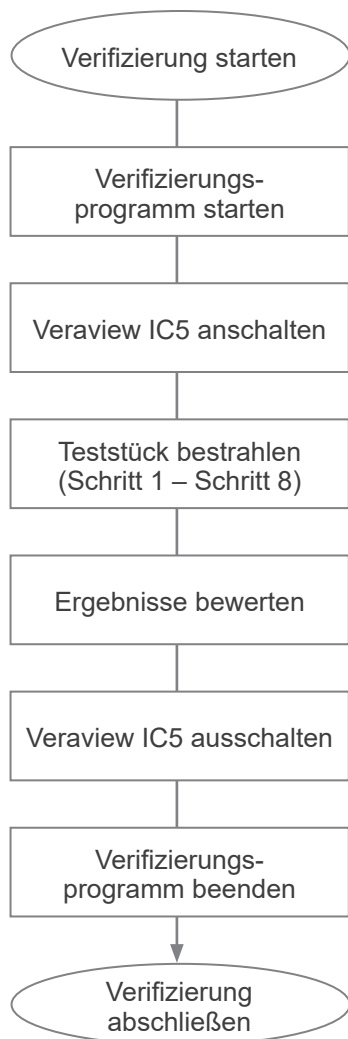 Verifizierung starten
Verifizierungs-
programm starten
Veraview IC5 anschalten
Teststück bestrahlen
(Schritt 1 – Schritt 8)
Ergebnisse bewerten
Veraview IC5 ausschalten
Verifizierungs-
programm beenden
Verifizierung
abschließen